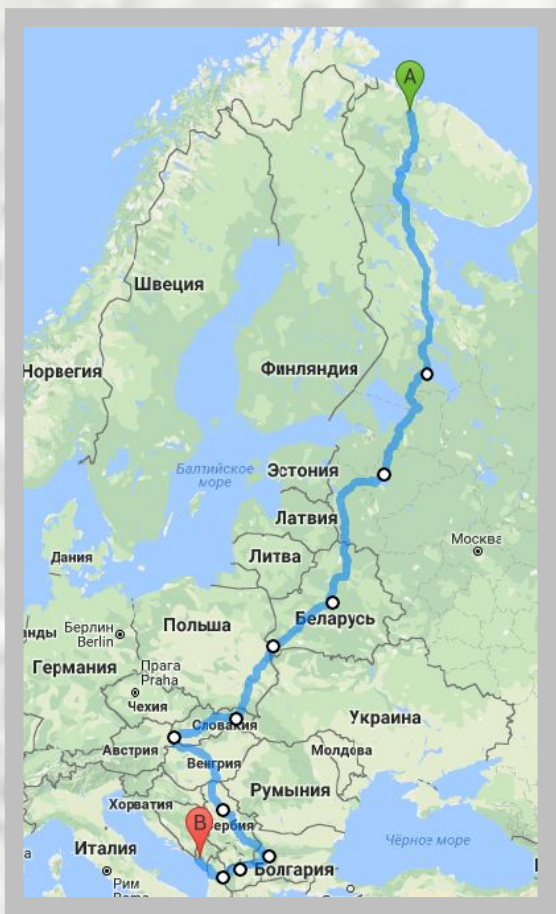 A
Швеция
Финляндия
Норвегия
Балтийское
море
Эстония
Латвия
Москва
Дания
Литва
Беларусь
Польша
Берлин
Berlin
Германия
Прага
Praha
Чехия
Словакия
Украина
Австрия
Венгрия
Молдова
Румыния
Хорватия
B
ербия
Чёрное море
Италия
Болгария
Рим